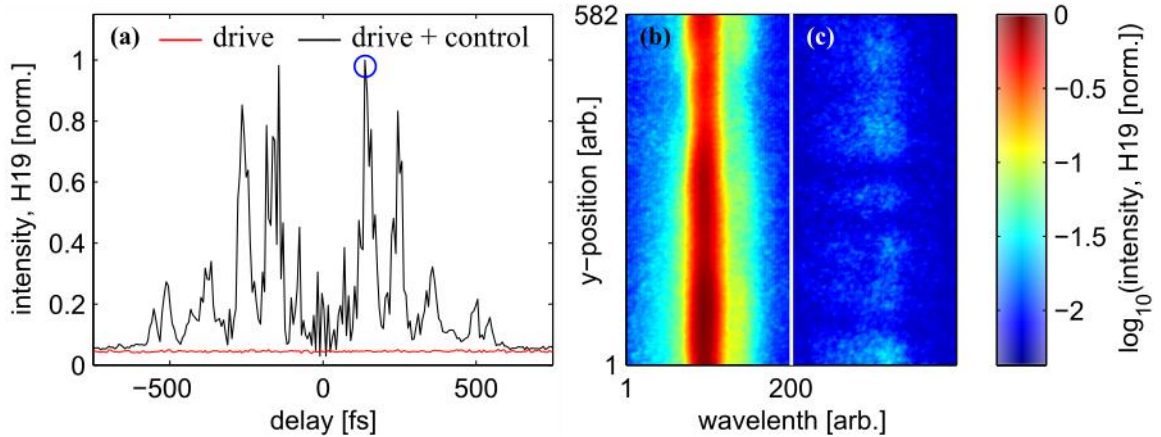 (a) drive drive + control
1
0.8
0.6
0.4
0.2
0
intensity, H19 [norm.]
−500 0 500
delay [fs]
582
1
y−position [arb.]
(b) (c)
1 200
wavelenth [arb.]
0
−0.5
−1
−1.5
−2
log10(intensity, H19 [norm.])